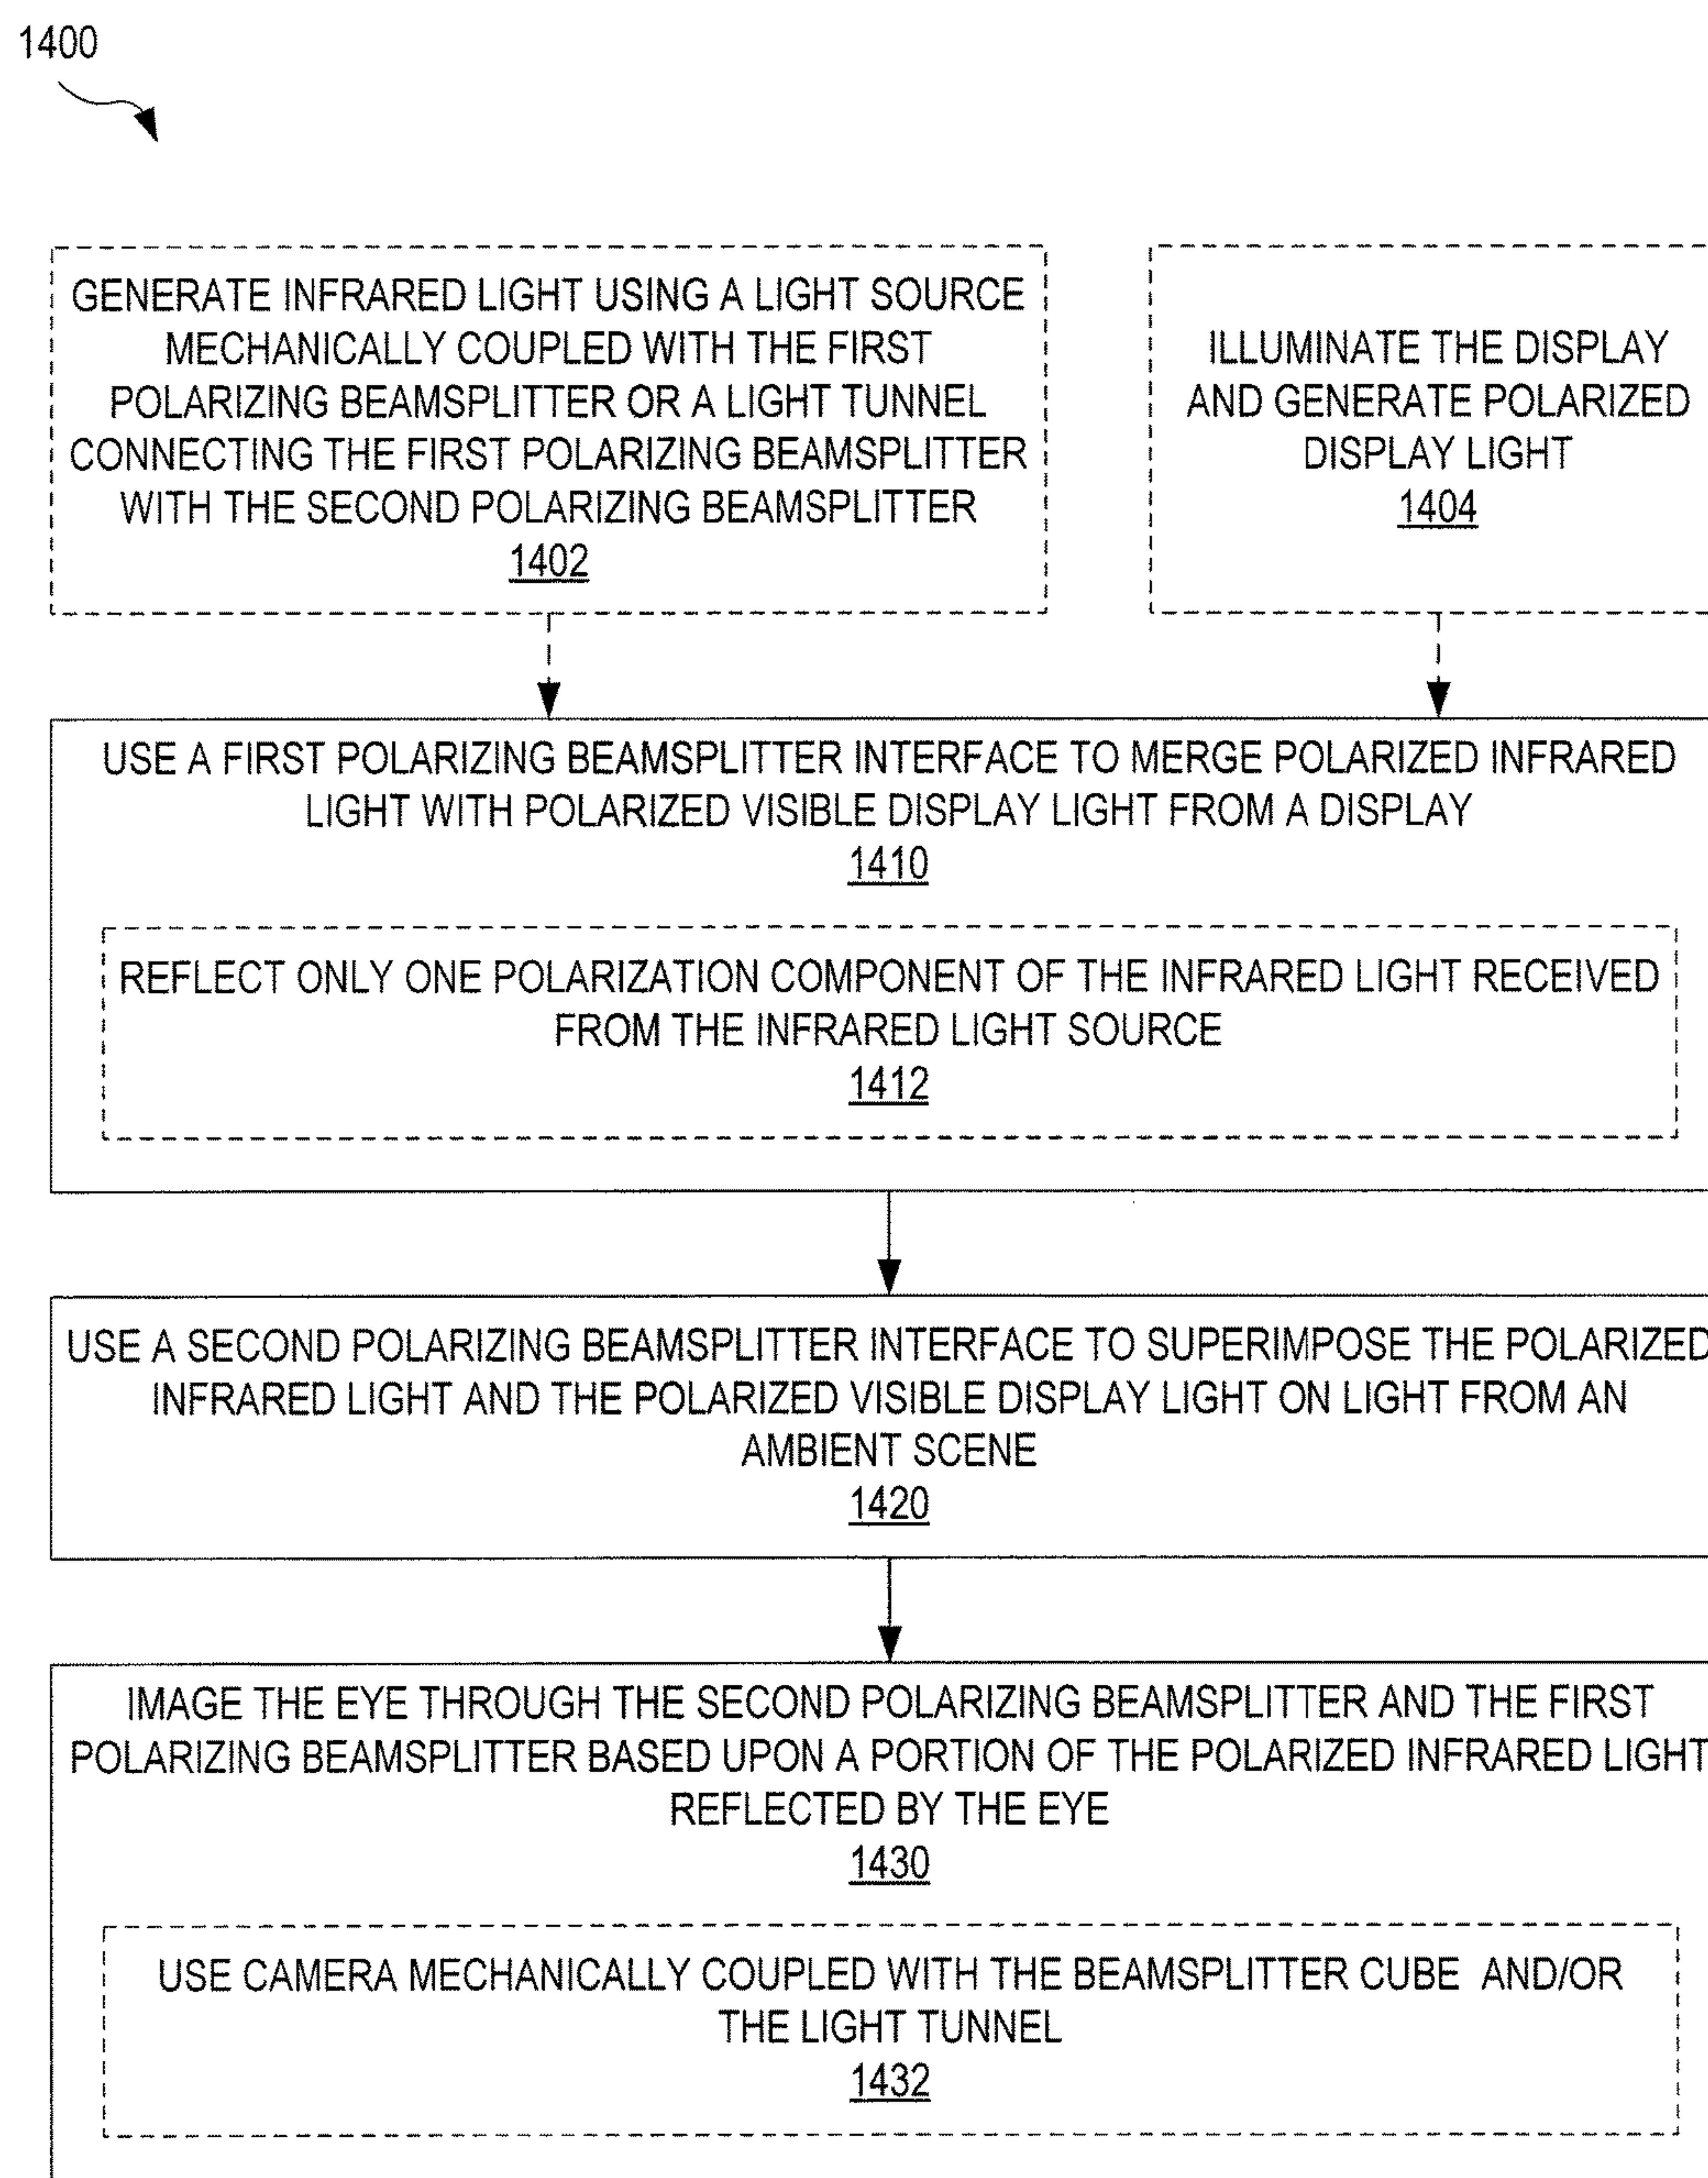 1400
GENERATE INFRARED LIGHT USING A LIGHT SOURCE
MECHANICALLY COUPLED WITH THE FIRST
POLARIZING BEAMSPLITTER OR A LIGHT TUNNEL
CONNECTING THE FIRST POLARIZING BEAMSPLITTER
WITH THE SECOND POLARIZING BEAMSPLITTER
1402
ILLUMINATE THE DISPLAY
AND GENERATE POLARIZED
DISPLAY LIGHT
1404
USE A FIRST POLARIZING BEAMSPLITTER INTERFACE TO MERGE POLARIZED INFRARED
LIGHT WITH POLARIZED VISIBLE DISPLAY LIGHT FROM A DISPLAY
1410
REFLECT ONLY ONE POLARIZATION COMPONENT OF THE INFRARED LIGHT RECEIVED
FROM THE INFRARED LIGHT SOURCE
1412
USE A SECOND POLARIZING BEAMSPLITTER INTERFACE TO SUPERIMPOSE THE POLARIZED
INFRARED LIGHT AND THE POLARIZED VISIBLE DISPLAY LIGHT ON LIGHT FROM AN
AMBIENT SCENE
1420
IMAGE THE EYE THROUGH THE SECOND POLARIZING BEAMSPLITTER AND THE FIRST
POLARIZING BEAMSPLITTER BASED UPON A PORTION OF THE POLARIZED INFRARED LIGHT
REFLECTED BY THE EYE
1430
USE CAMERA MECHANICALLY COUPLED WITH THE BEAMSPLITTER CUBE AND/OR
THE LIGHT TUNNEL
1432